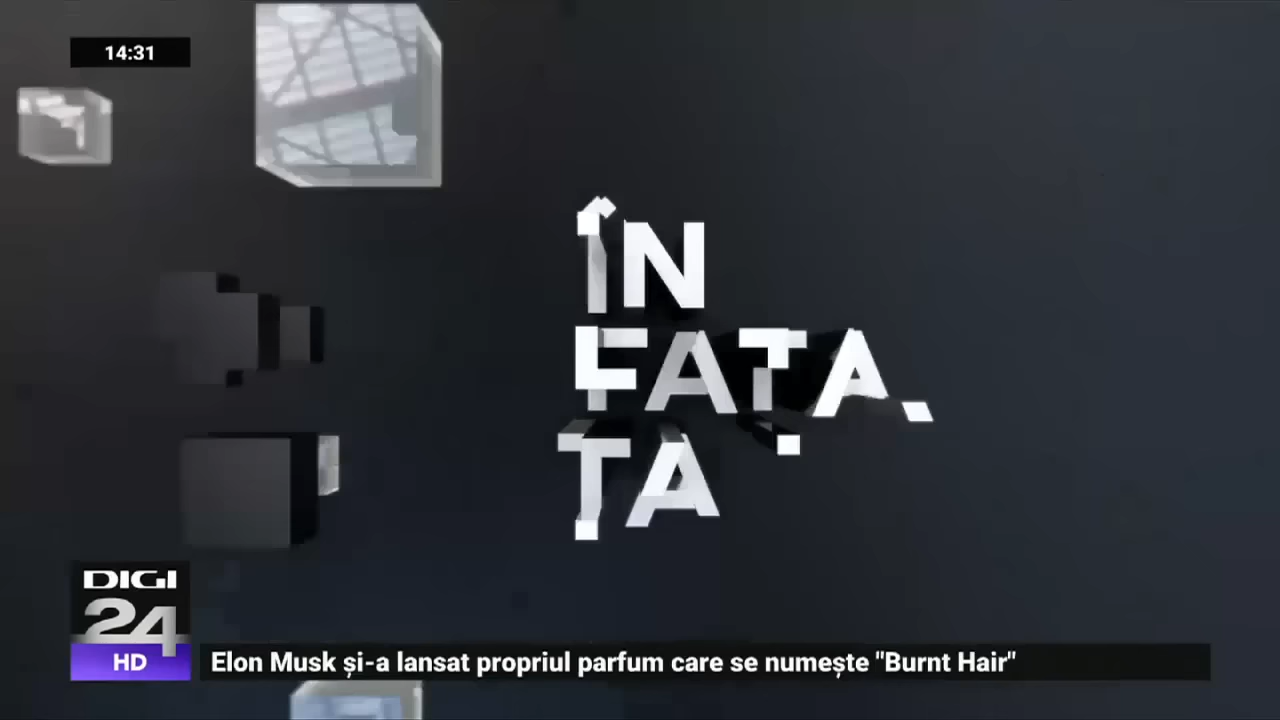 14:31
ÎN
FAȚA
TA
DIGI
24
HD
Elon Musk și-a lansat propriul parfum care se numește "Burnt Hair"